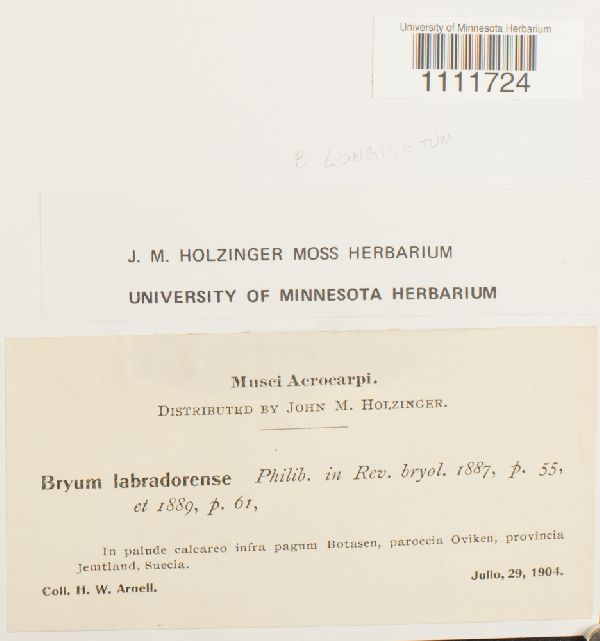 University of Minnesota Herbarium
1111724
B LONGISETUM
J. M. HOLZINGER MOSS HERBARIUM
UNIVERSITY OF MINNESOTA HERBARIUM
Musci Acrocarpi.
DISTRIBUTED BY JOHN M. HOLZINGER.
Bryum labradorense Philib. in Rev. bryol. 1887, p. 55,
et 1889, p. 61,
In palude calcareo infra pagum Botasen, paroecia Oviken, provincia
Jemtland, Suecia.
Coll. H. W. Arnell.
Julio, 29, 1904.